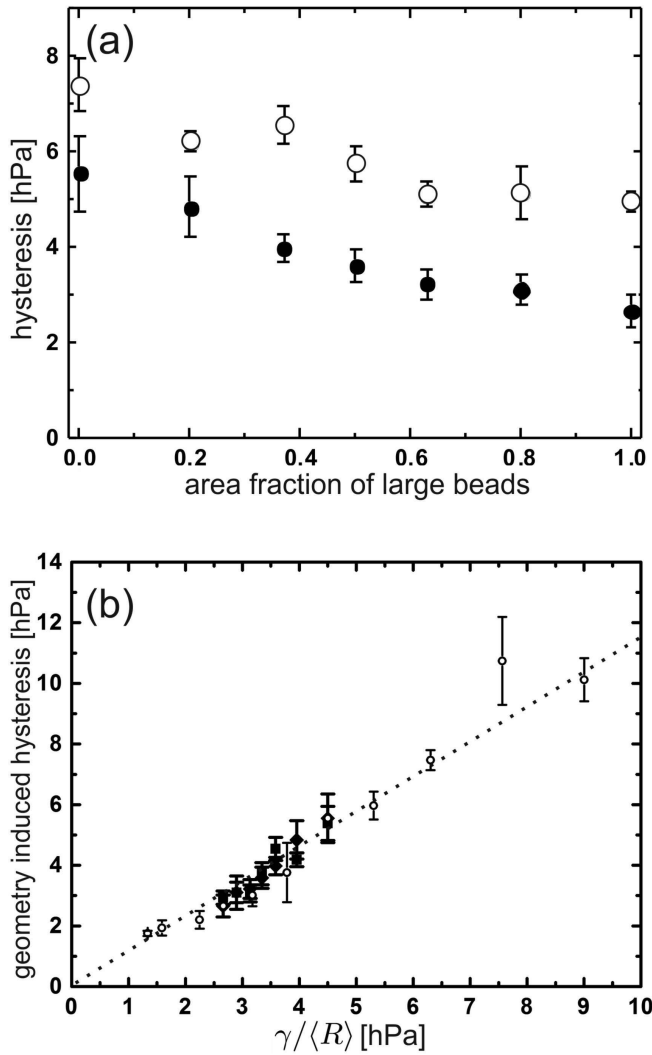 (a)
hysteresis [hPa]
8
6
4
2
0
0.0 0.2 0.4 0.6 0.8 1.0
area fraction of large beads
(b)
geometry induced hysteresis [hPa]
14
12
10
8
6
4
2
0
0 1 2 3 4 5 6 7 8 9 10
γ/⟨R⟩ [hPa]